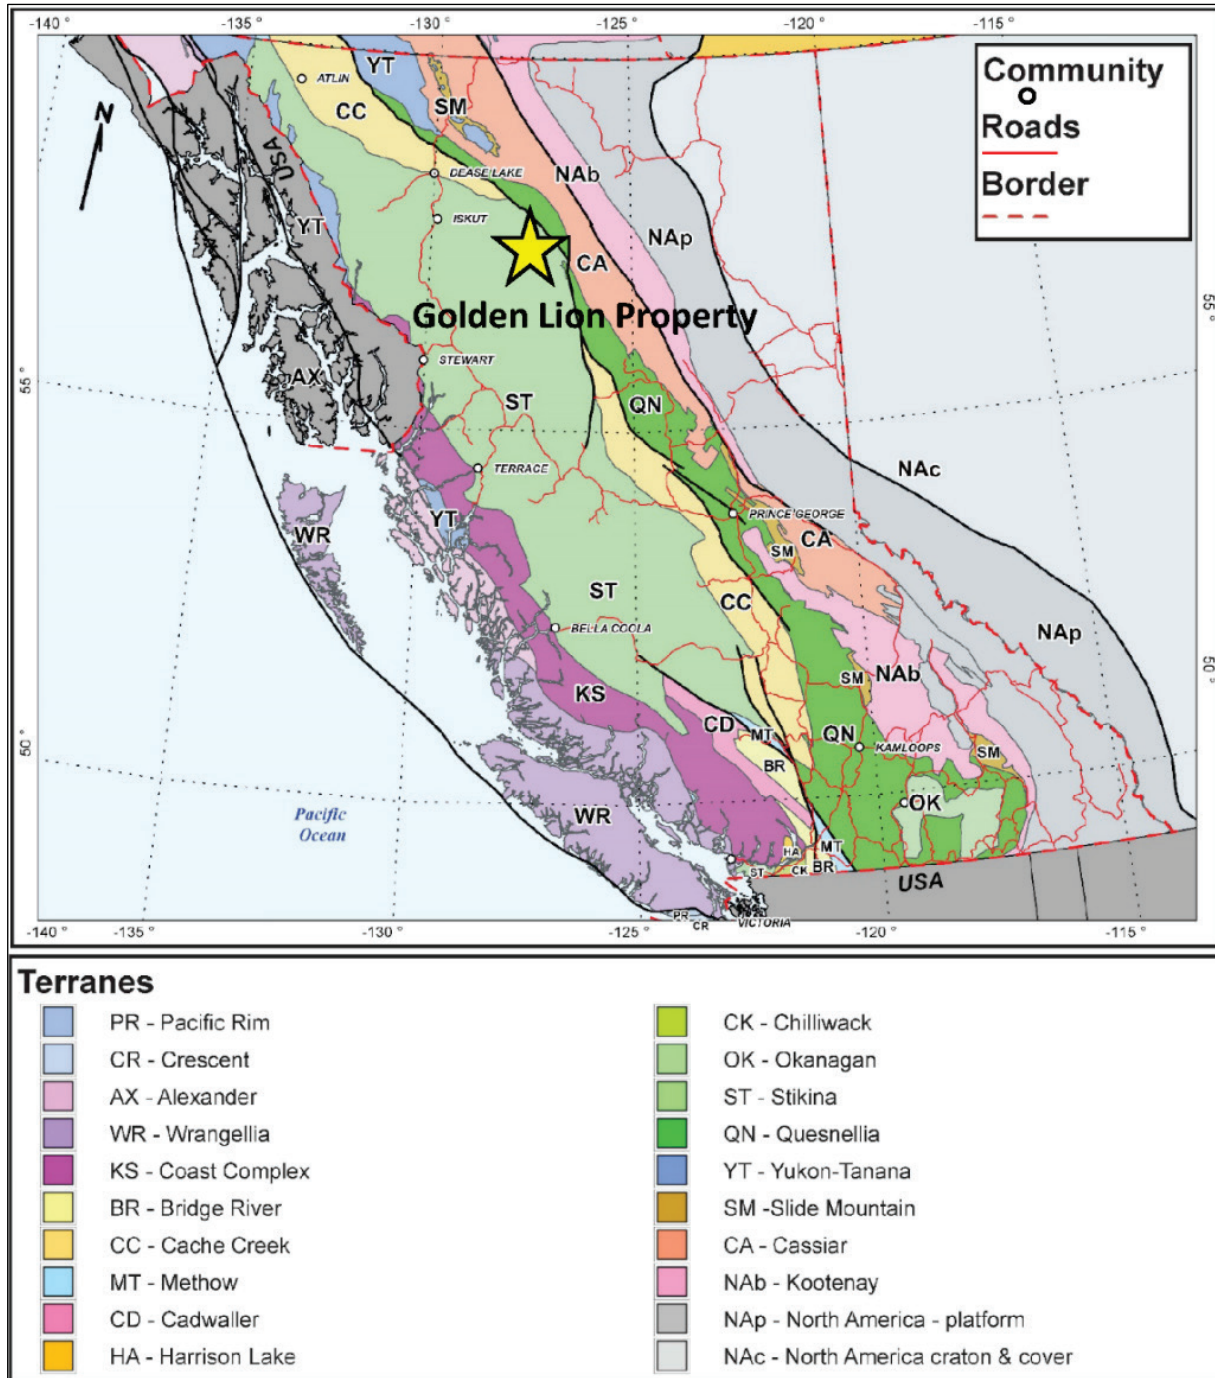 -140 °
-135 °
-130 °
-125 °
-120 °
-115 °
Community
Roads
Border
N
ATLIN
YT
CC
SM
DEASE LAKE
USA
NAb
ISKUT
YT
NAp
CA
Golden Lion Property
55°
55°
STEWART
AX
ST
QN
TERRACE
NAc
PRINCE GEORGE
WR
YT
CA
SM
ST
CC
BELLA COOLA
NAp
50°
NAb
SM
KS
CD
MT
QN
KAMLOOPS
SM
50°
BR
OK
Pacific
Ocean
WR
HA
MT
ST
CK
BR
USA
PR
CR
VICTORIA
-140 °
-135 °
-130 °
-125 °
-120 °
-115 °
Terranes
PR - Pacific Rim
CR - Crescent
AX - Alexander
WR - Wrangellia
KS - Coast Complex
BR - Bridge River
CC - Cache Creek
MT - Methow
CD - Cadwaller
HA - Harrison Lake
CK - Chilliwack
OK - Okanagan
ST - Stikina
QN - Quesnellia
YT - Yukon-Tanana
SM -Slide Mountain
CA - Cassiar
NAb - Kootenay
NAp - North America - platform
NAc - North America craton & cover